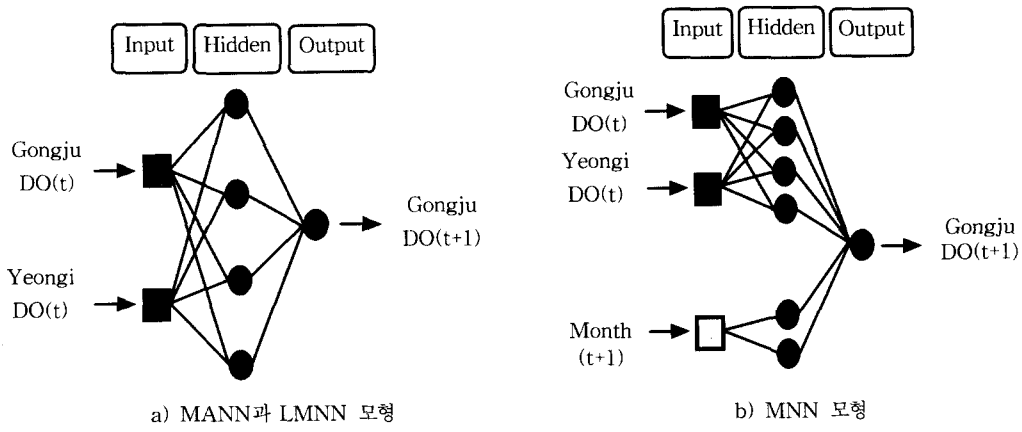 Input Hidden Output
Gongju
DO(t)
Yeongi
DO(t)
Gongju
DO(t+1)
a) MANN과 LMNN 모형
Input Hidden Output
Gongju
DO(t)
Yeongi
DO(t)
Month
(t+1)
Gongju
DO(t+1)
b) MNN 모형